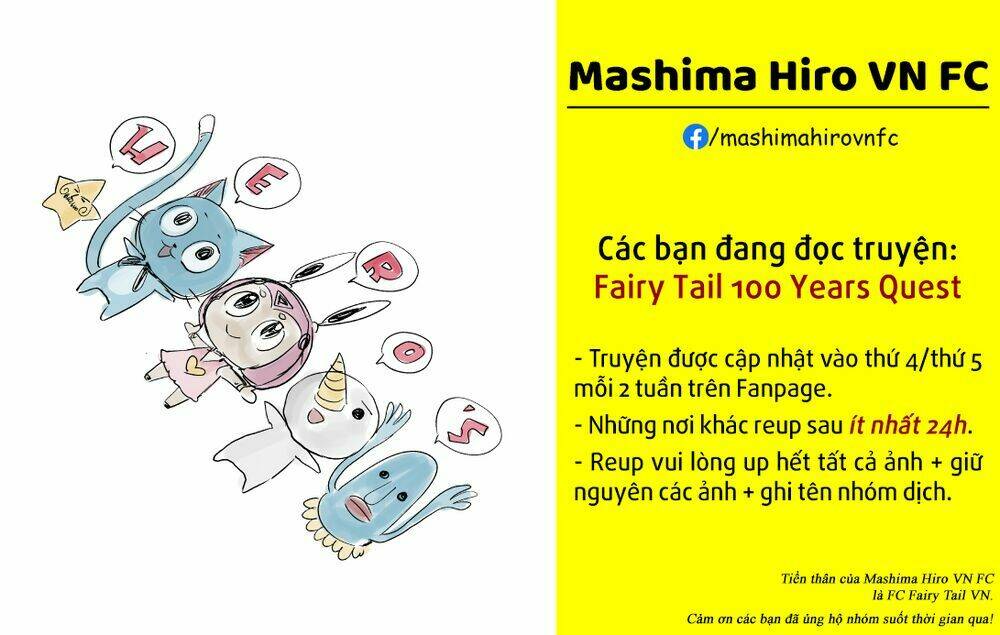 H
E
R
O
'S
Mashima Hiro VN FC
/mashimahirovnfc
Các bạn đang đọc truyện:
Fairy Tail 100 Years Quest
- Truyện được cập nhật vào thứ 4/thứ 5
mỗi 2 tuần trên Fanpage.
- Những nơi khác reup sau ít nhất 24h.
- Reup vui lòng up hết tất cả ảnh + giữ
nguyên các ảnh + ghi tên nhóm dịch.
Tiền thân của Mashima Hiro VN FC
là FC Fairy Tail VN.
Cảm ơn các bạn đã ủng hộ nhóm suốt thời gian qua!